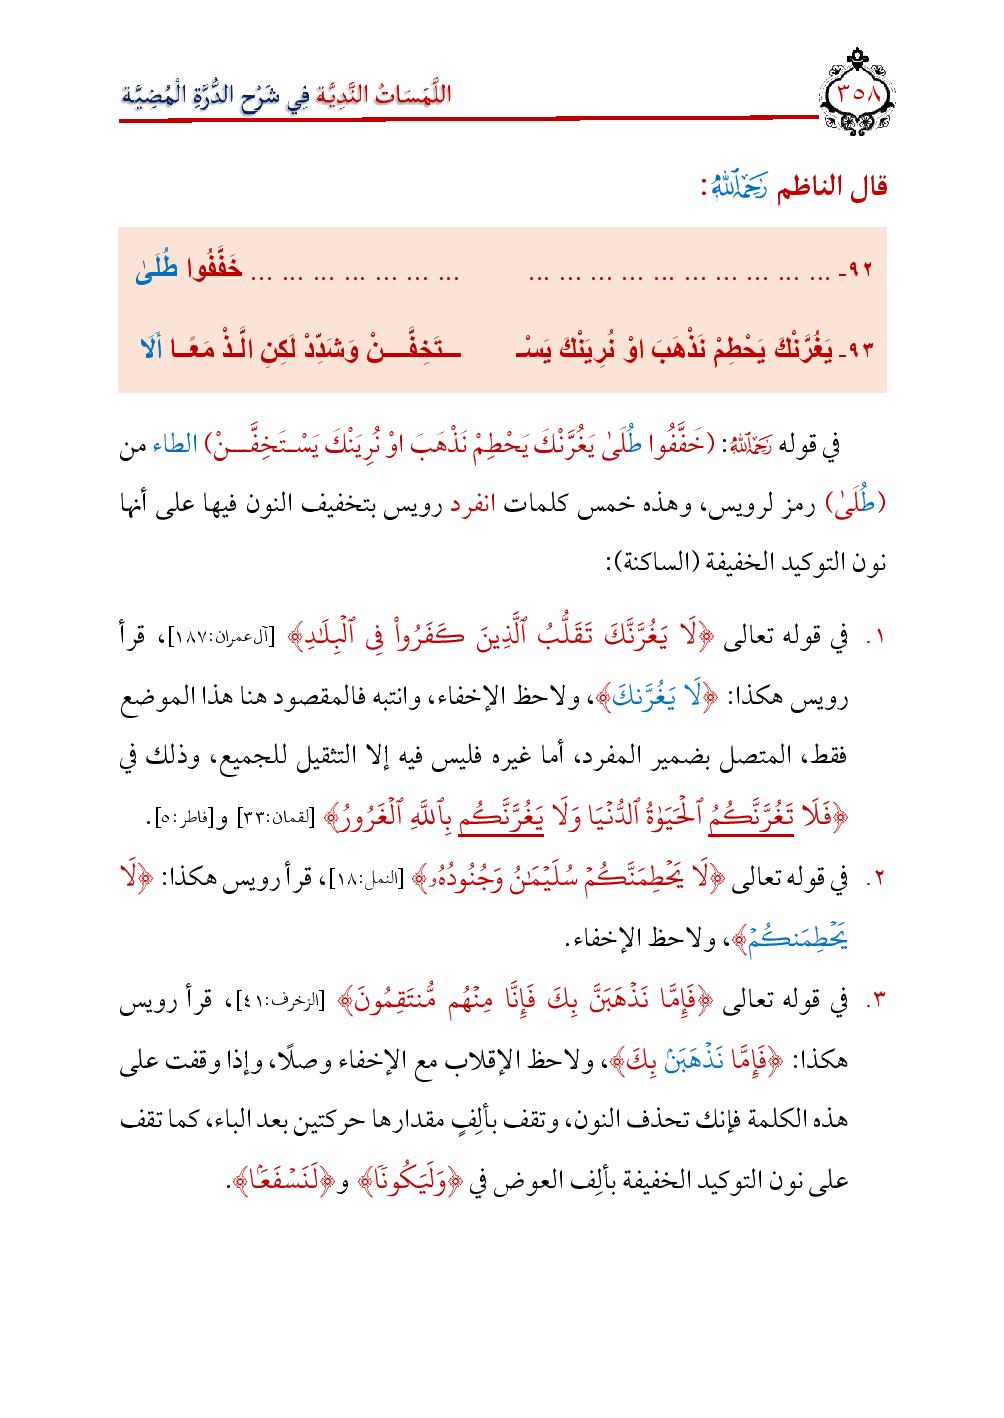 ٣٥٨
اللَّمَسَاتُ النَّدِيَّة فِي شَرْحِ الدُّرَّةِ الْمُضِيَّة
قال الناظم رَحِمَهُ ٱللَّهُ:
٩٢- ... ... ... ... ... ... ... ... ... ... ... ... ... ... ... ... ... خَفَّفُوا طُلَىٰ
٩٣- يَغُرَّنْكَ يَحْطِمْ نَذْهَبَ اوْ نُرِيَنْكَ يَسْـ ـتَخِفَّـــنْ وَشَدِّدْ لَكِنِ الَّـذْ مَعًــا أَلَا
في قوله رَحِمَهُ ٱللَّهُ: (خَفَّفُوا طُلَىٰ يَغُرَّنْكَ يَحْطِمْ نَذْهَبَ اوْ نُرِيَنْكَ يَسْـتَخِفَّـــنْ) الطاء من
(طُلَىٰ) رمز لرويس، وهذه خمس كلمات انفرد رويس بتخفيف النون فيها على أنها
نون التوكيد الخفيفة (الساكنة):
١. في قوله تعالى ﴿لَا يَغُرَّنَّكَ تَقَلُّبُ ٱلَّذِينَ كَفَرُواْ فِي ٱلْبِلَٰدِ﴾ [آل عمران:١٨٧]، قرأ
رويس هكذا: ﴿لَا يَغُرَّنكَ﴾، ولاحظ الإخفاء، وانتبه فالمقصود هنا هذا الموضع
فقط، المتصل بضمير المفرد، أما غيره فليس فيه إلا التثقيل للجميع، وذلك في
﴿فَلَا تَغُرَّنَّكُمُ ٱلْحَيَوٰةُ ٱلدُّنْيَا وَلَا يَغُرَّنَّكُم بِٱللَّهِ ٱلْغَرُورُ﴾ [لقمان:٣٣] و[فاطر:٥].
٢. في قوله تعالى ﴿لَا يَحْطِمَنَّكُمْ سُلَيْمَٰنُ وَجُنُودُهُۥ﴾ [النمل:١٨]، قرأ رويس هكذا: ﴿لَا
يَحْطِمَنكُمْ﴾، ولاحظ الإخفاء.
٣. في قوله تعالى ﴿فَإِمَّا نَذْهَبَنَّ بِكَ فَإِنَّا مِنْهُم مُّنتَقِمُونَ﴾ [الزخرف:٤١]، قرأ رويس
هكذا: ﴿فَإِمَّا نَذْهَبَنۢ بِكَ﴾، ولاحظ الإقلاب مع الإخفاء وصلًا، وإذا وقفت على
هذه الكلمة فإنك تحذف النون، وتقف بألِفٍ مقدارها حركتين بعد الباء، كما تقف
على نون التوكيد الخفيفة بألِف العوض في ﴿وَلَيَكُونًا﴾ و﴿لَنَسْفَعًۢا﴾.